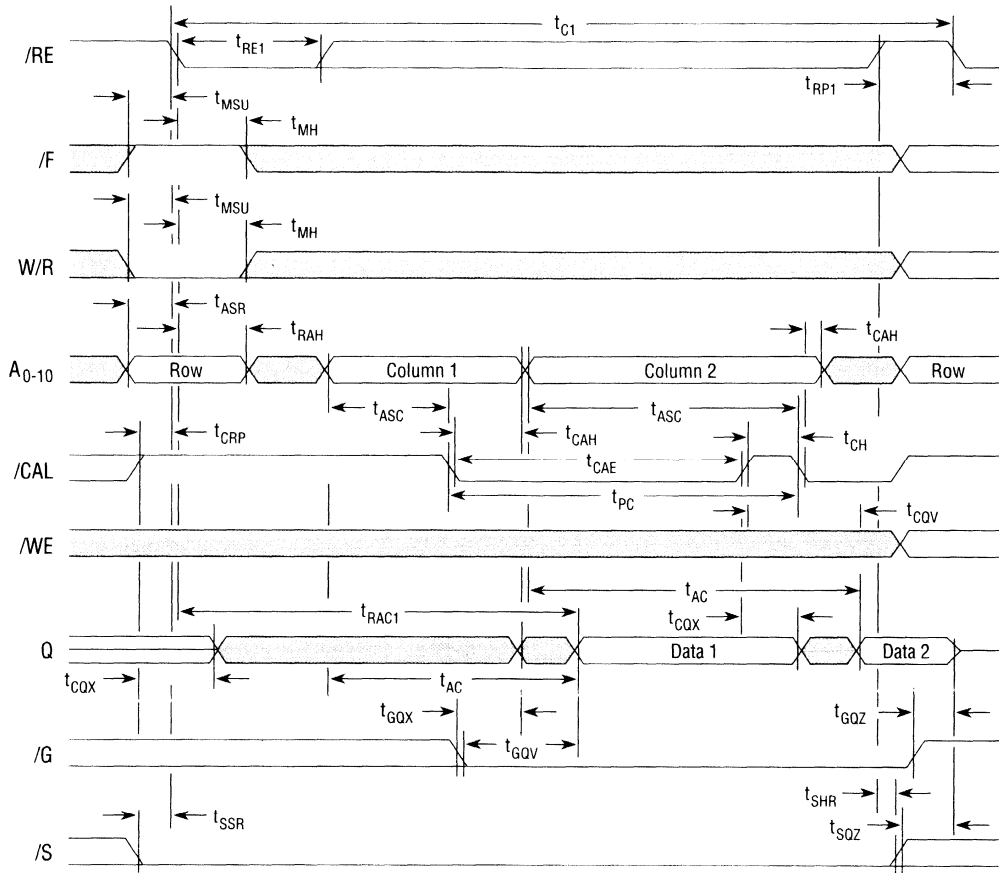 t_C1
/RE
t_RE1
t_RP1
t_MSU
t_MH
/F
t_MSU
t_MH
W/R
t_ASR
t_RAH
t_CAH
A_0-10
Row
Column 1
Column 2
Row
t_ASC
t_ASC
t_CRP
t_CAH
t_CH
/CAL
t_CAE
t_PC
t_CQV
/WE
t_AC
t_RAC1
t_CQX
Q
Data 1
Data 2
t_CQX
t_AC
t_GQX
t_GQZ
/G
t_GQV
t_SHR
t_SSR
t_SQZ
/S